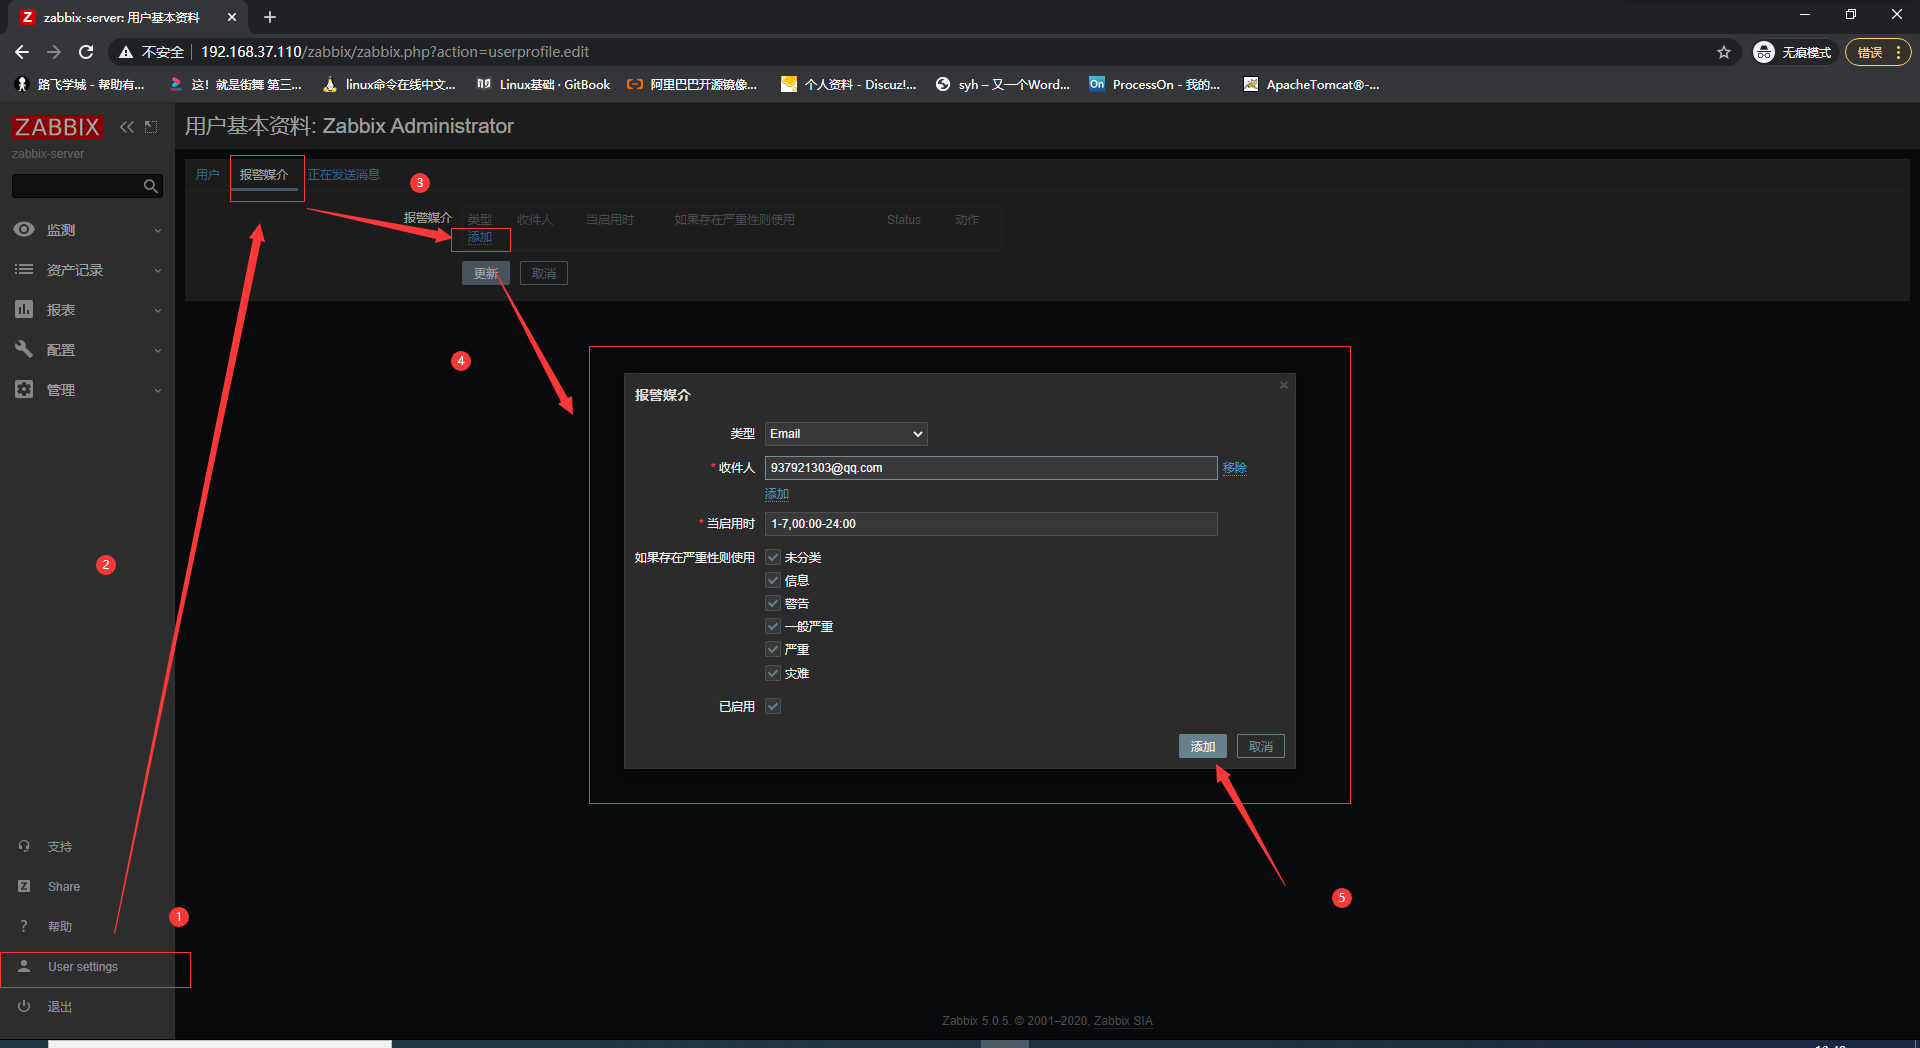 zabbix-server: 用户基本资料
不安全 192.168.37.110/zabbix/zabbix.php?action=userprofile.edit 无痕模式 错误
路飞学城 - 帮助有... 这！就是街舞 第三... linux命令在线中文... Linux基础 · GitBook 阿里巴巴开源镜像... 个人资料 - Discuz!... syh – 又一个Word... ProcessOn - 我的... ApacheTomcat®-...
ZABBIX
zabbix-server
监测
资产记录
报表
配置
管理
支持
Share
帮助
User settings
退出
用户基本资料: Zabbix Administrator
用户 报警媒介 正在发送消息
报警媒介 类型 收件人 当启用时 如果存在严重性则使用 Status 动作
添加
更新 取消
1
2
3
4
5
报警媒介
类型 Email
* 收件人 937921303@qq.com 移除
添加
* 当启用时 1-7,00:00-24:00
如果存在严重性则使用 未分类
信息
警告
一般严重
严重
灾难
已启用
添加 取消
Zabbix 5.0.5. © 2001–2020, Zabbix SIA